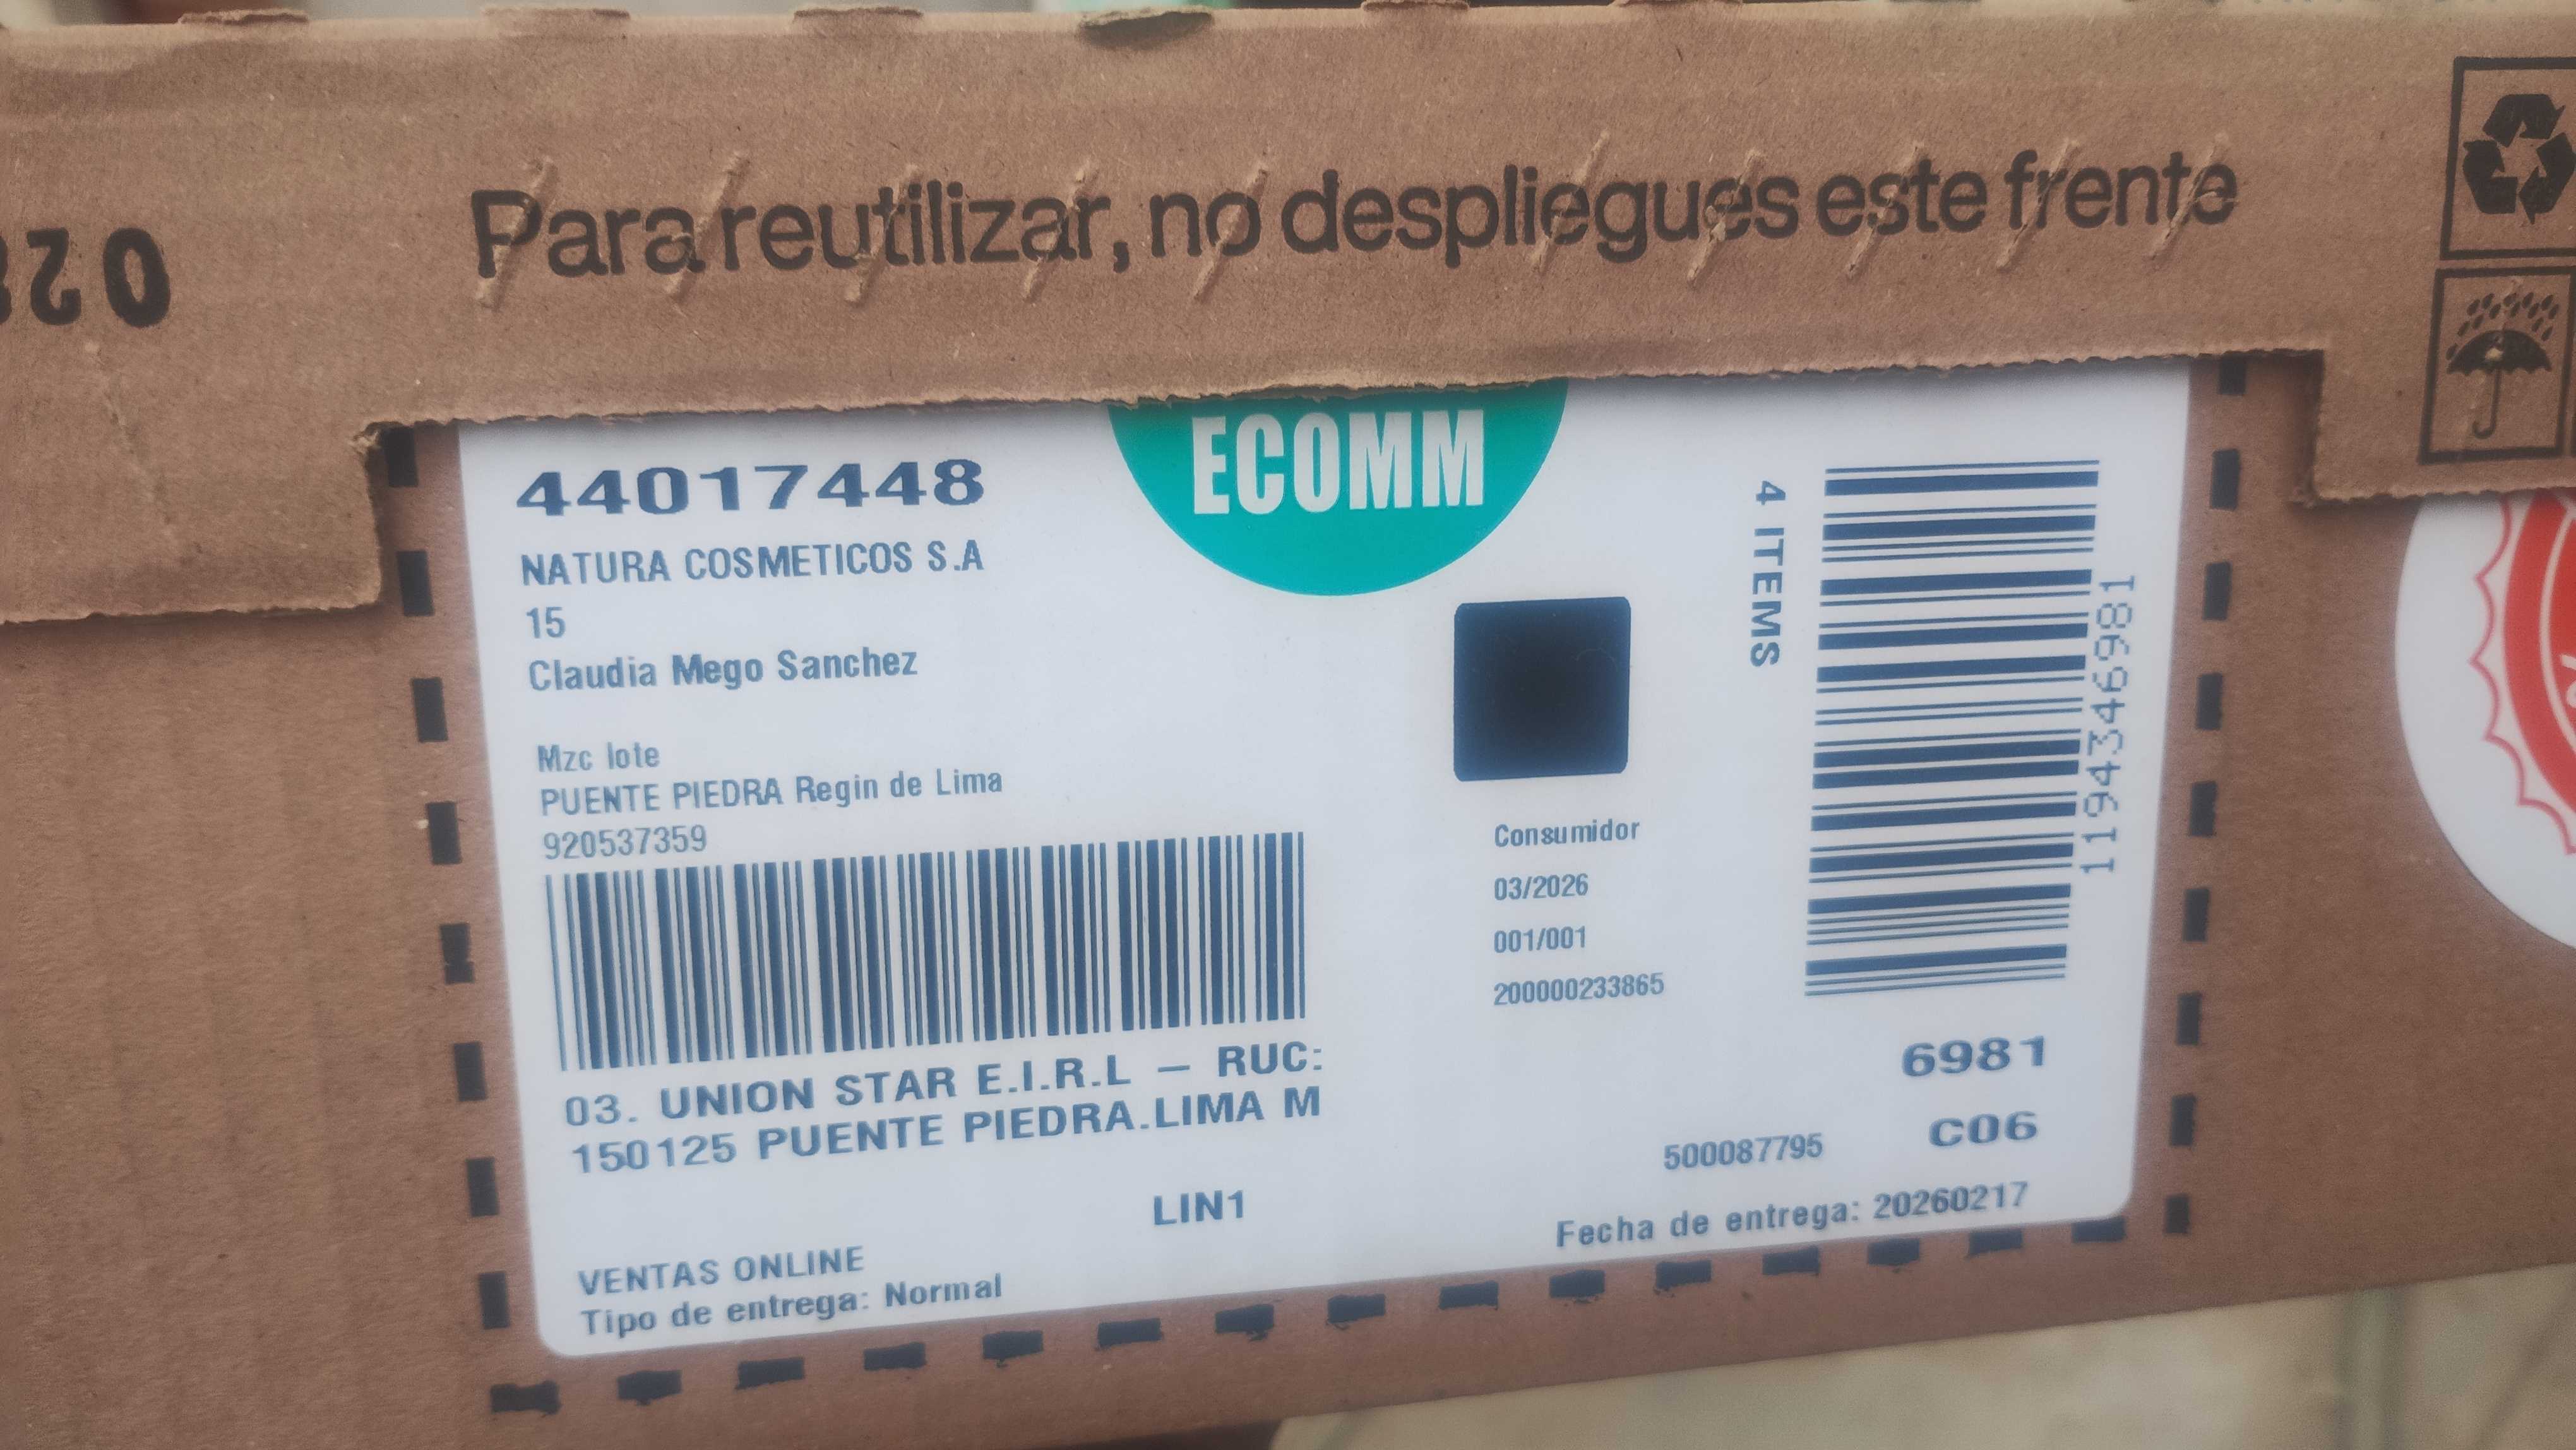 Para reutilizar, no despliegues este frente
ECOMM
44017448
NATURA COSMETICOS S.A
15
Claudia Mego Sanchez
Mzc lote
PUENTE PIEDRA Regin de Lima
920537359
4 ITEMS
1194346981
Consumidor
03/2026
001/001
200000233865
03. UNION STAR E.I.R.L – RUC:
150125 PUENTE PIEDRA.LIMA M
6981
C06
500087795
LIN1
Fecha de entrega: 20260217
VENTAS ONLINE
Tipo de entrega: Normal